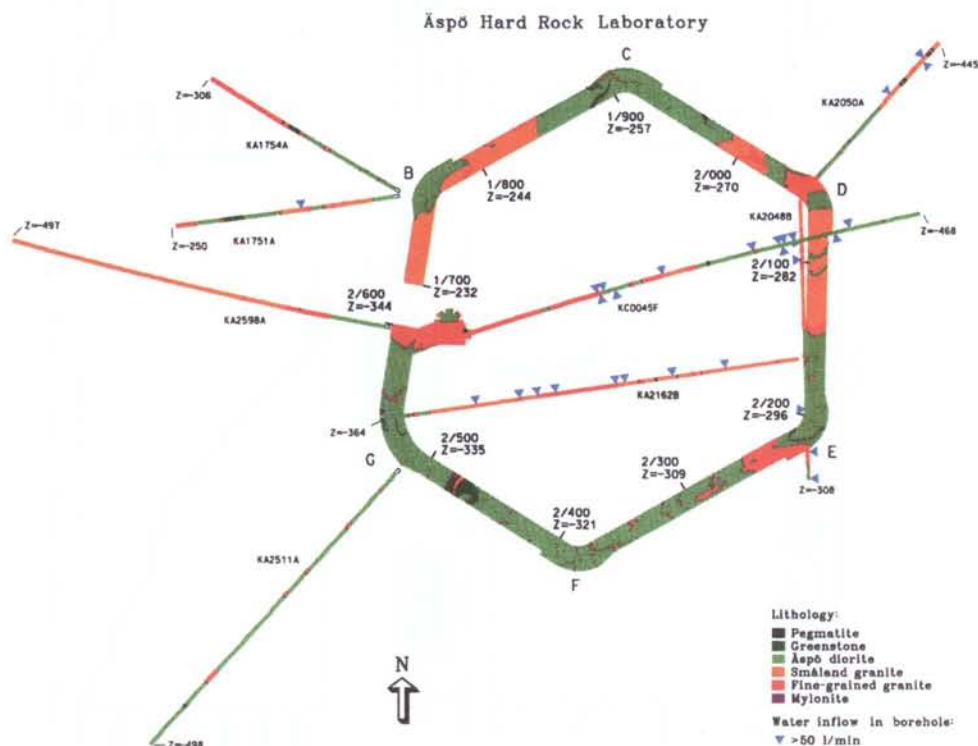 Äspö Hard Rock Laboratory
C
Z=-306
Z=-445
KA2050A
1/900
Z=-257
KA1754A
B
2/000
Z=-270
1/800
Z=-244
D
KA2048B
Z=-497
Z=-250
KA1751A
Z=-468
2/100
Z=-282
1/700
Z=-232
2/600
Z=-344
KA2598A
KC0045F
KA2162B
2/200
Z=-296
Z=-364
G
2/500
Z=-335
E
2/300
Z=-309
Z=-308
2/400
Z=-321
KA2511A
F
N
Z=-498
Lithology:
Pegmatite
Greenstone
Äspö diorite
Småland granite
Fine-grained granite
Mylonite
Water inflow in borehole:
>50 l/min